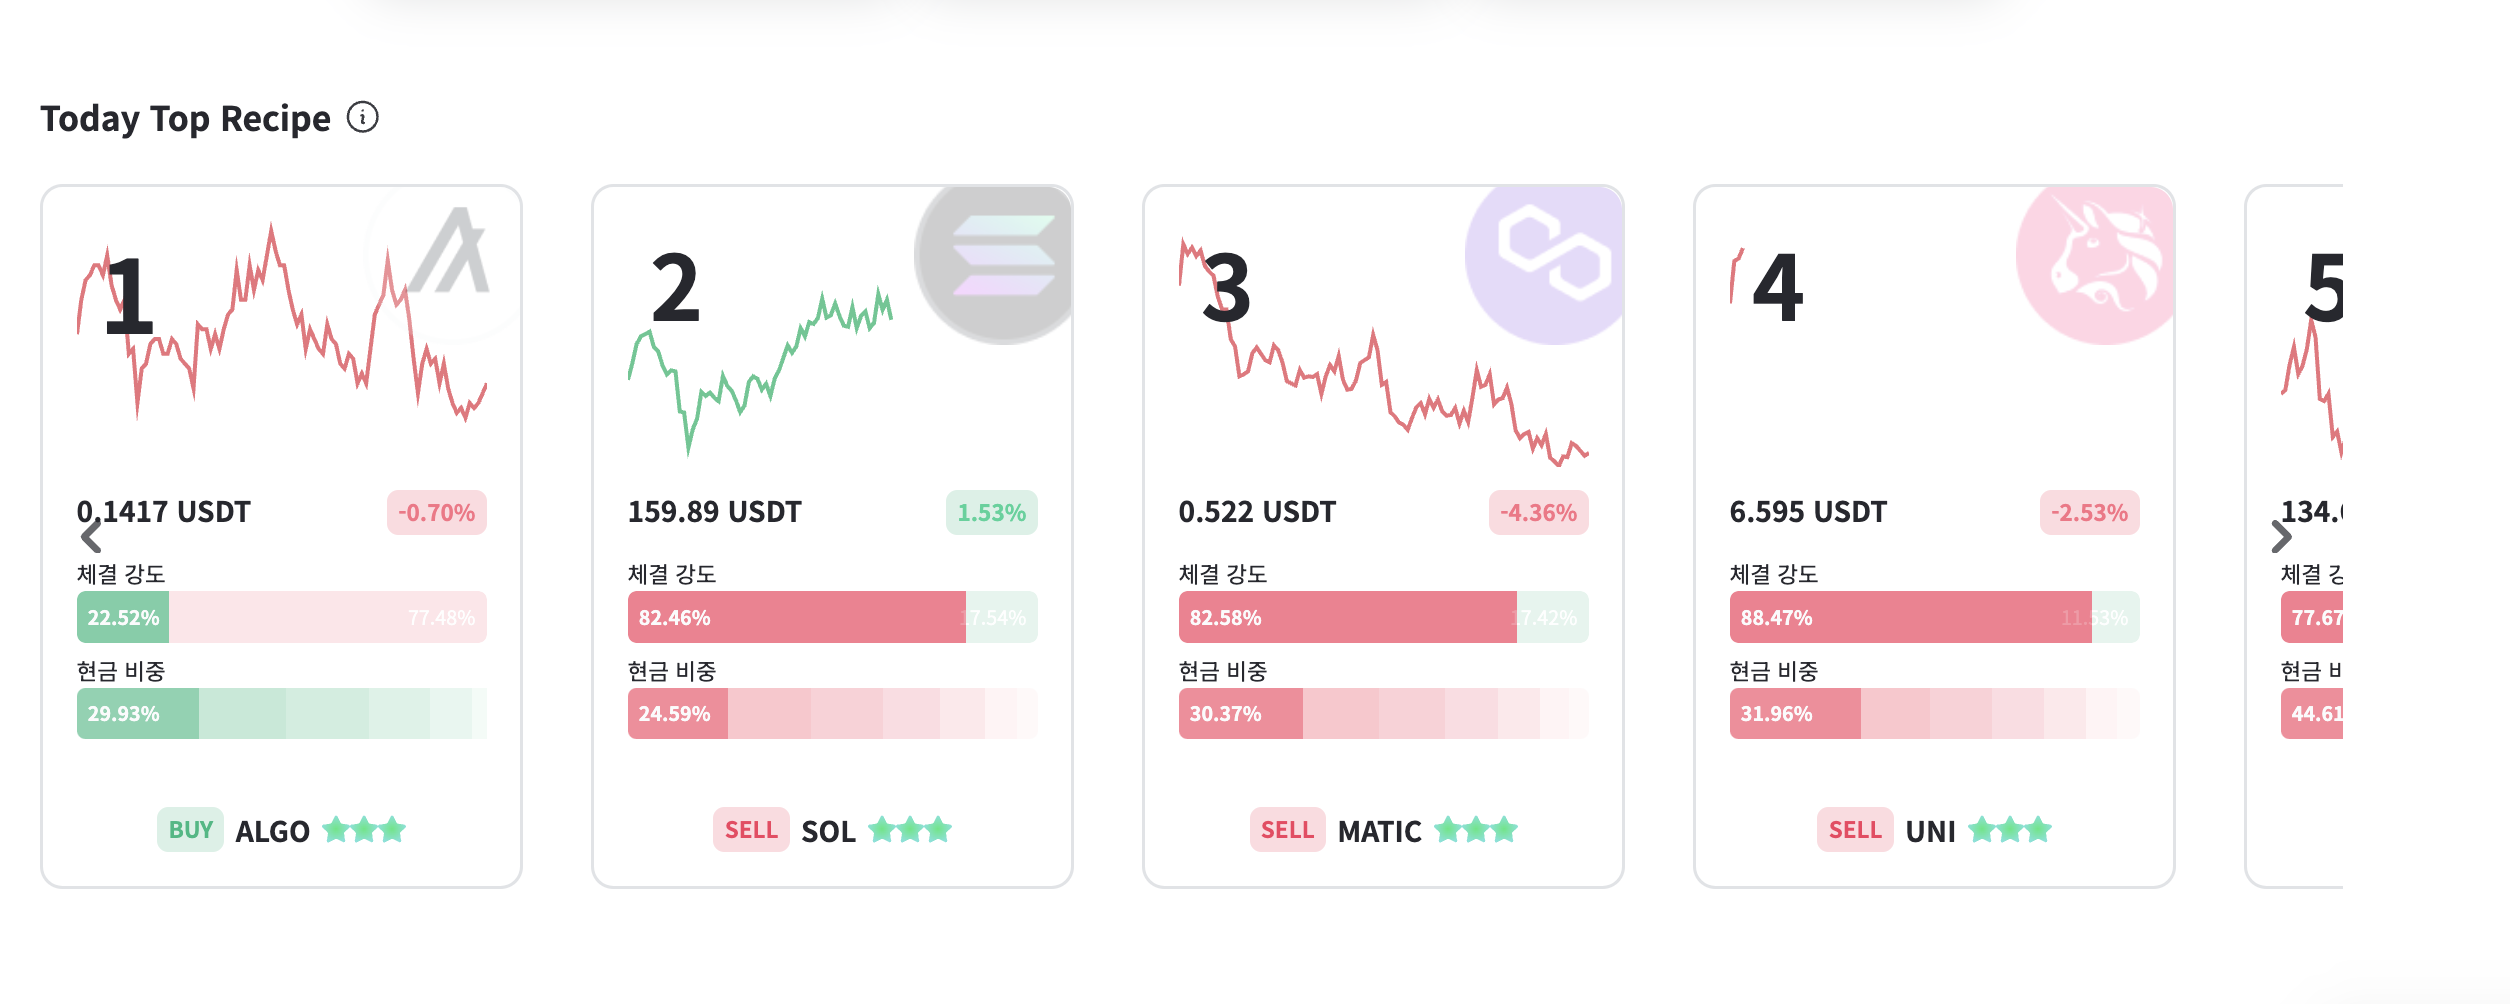 Today Top Recipe
1
0.1417 USDT
-0.70%
체결 강도
22.52%
77.48%
현금 비중
29.93%
BUY ALGO
2
159.89 USDT
1.53%
체결 강도
82.46%
17.54%
현금 비중
24.59%
SELL SOL
3
0.522 USDT
-4.36%
체결 강도
82.58%
17.42%
현금 비중
30.37%
SELL MATIC
4
6.595 USDT
-2.53%
체결 강도
88.47%
11.53%
현금 비중
31.96%
SELL UNI
5
134.
체결
77.67
현금
44.61